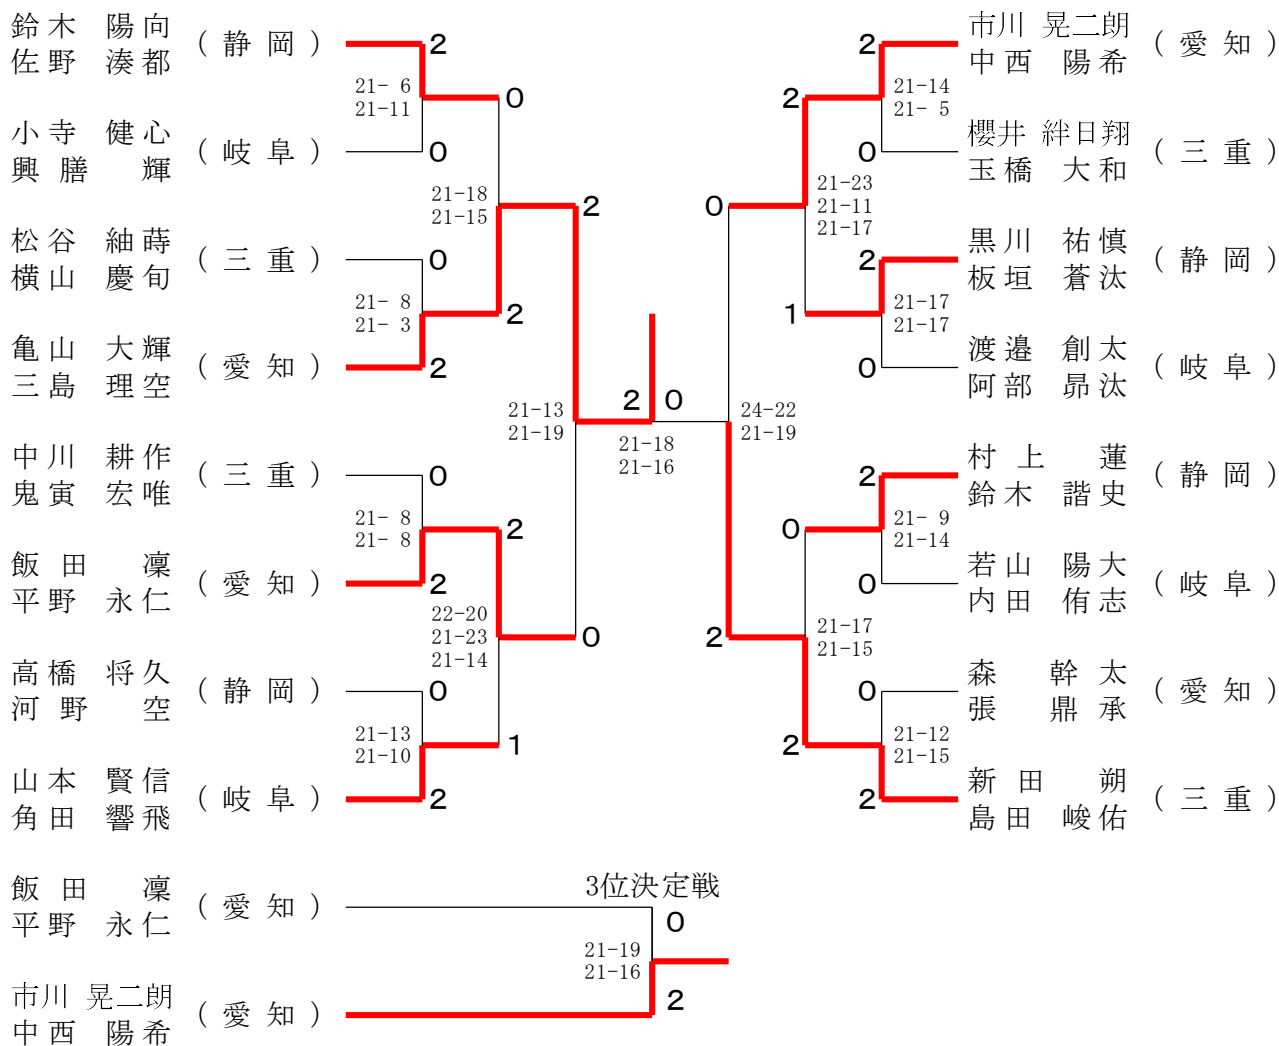 鈴木 陽向
佐野 湊都
(静岡)
2
21- 6
21-11
0
小寺 健心
興膳 輝
(岐阜)
0
21-18
21-15
2
松谷 紬蒔
横山 慶旬
(三重)
0
21- 8
21- 3
2
亀山 大輝
三島 理空
(愛知)
2
21-13
21-19
中川 耕作
鬼寅 宏唯
(三重)
0
21- 8
21- 8
2
飯田 凜
平野 永仁
(愛知)
2
22-20
21-23
21-14
0
高橋 将久
河野 空
(静岡)
0
21-13
21-10
1
山本 賢信
角田 響飛
(岐阜)
2
2 0
21-18
21-16
市川 晃二朗
中西 陽希
(愛知)
2
21-14
21- 5
2
櫻井 絆日翔
玉橋 大和
(三重)
0
21-23
21-11
21-17
0
黒川 祐慎
板垣 蒼汰
(静岡)
2
21-17
21-17
1
渡邉 創太
阿部 昴汰
(岐阜)
0
24-22
21-19
村上 蓮
鈴木 諧史
(静岡)
2
21- 9
21-14
0
若山 陽大
内田 侑志
(岐阜)
0
21-17
21-15
2
森 幹太
張 鼎承
(愛知)
0
21-12
21-15
2
新田 朔
島田 峻佑
(三重)
2
3位決定戦
飯田 凜
平野 永仁
(愛知)
0
21-19
21-16
市川 晃二朗
中西 陽希
(愛知)
2